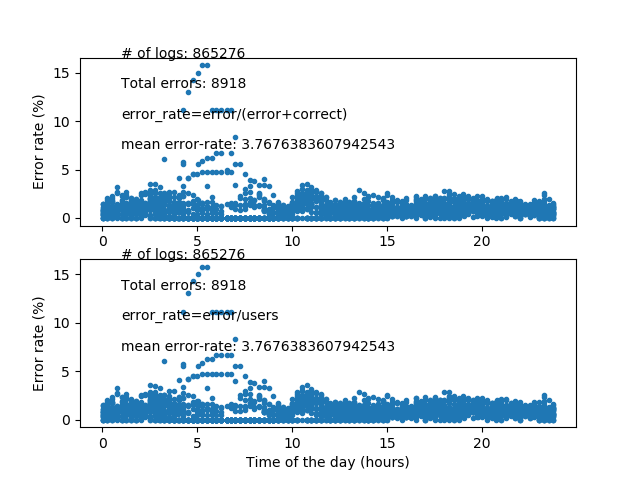 # of logs: 865276
15
Total errors: 8918
10
error_rate=error/(error+correct)
mean error-rate: 3.7676383607942543
5
0
Error rate (%)
0 5 10 15 20
# of logs: 865276
15
Total errors: 8918
10
error_rate=error/users
mean error-rate: 3.7676383607942543
5
0
Error rate (%)
0 5 10 15 20
Time of the day (hours)